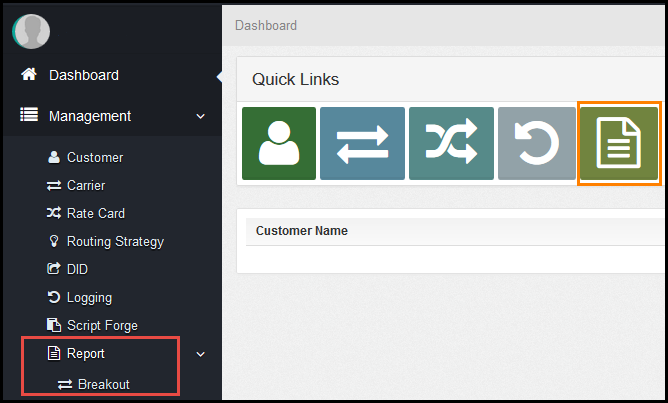 Dashboard
Management
Customer
Carrier
Rate Card
Routing Strategy
DID
Logging
Script Forge
Report
Breakout
Dashboard
Quick Links
Customer Name